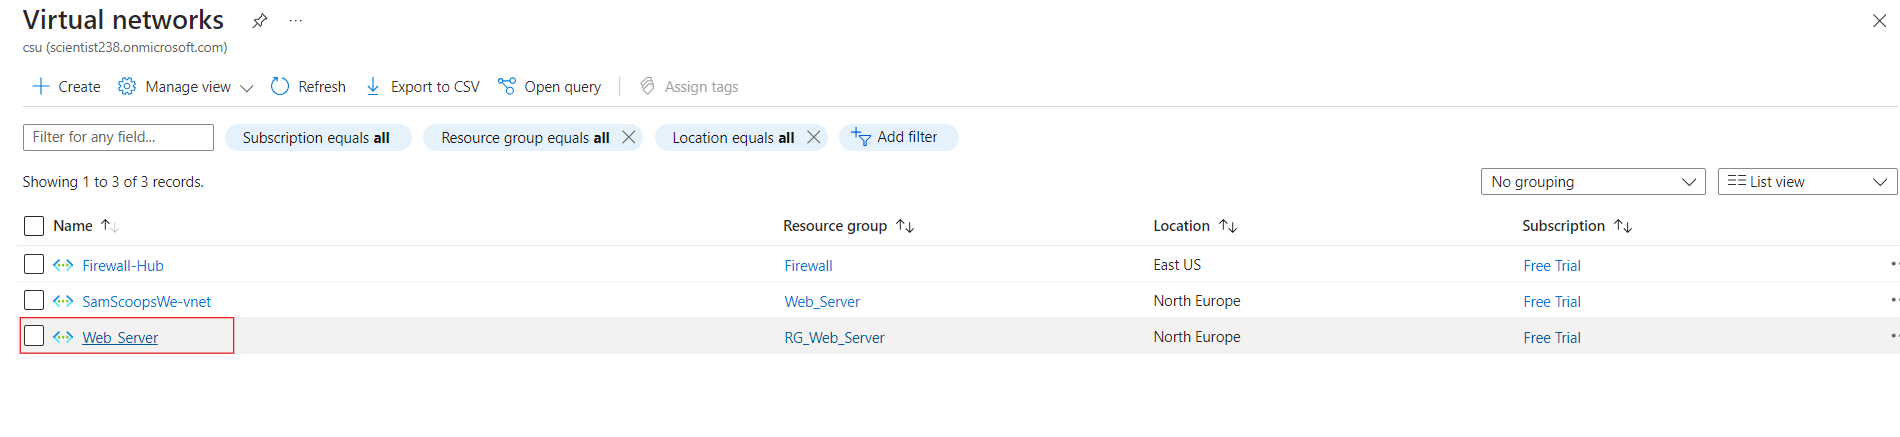 Virtual networks
csu (scientist238.onmicrosoft.com)
Create Manage view Refresh Export to CSV Open query Assign tags
Filter for any field... Subscription equals all Resource group equals all Location equals all Add filter
Showing 1 to 3 of 3 records. No grouping List view
Name Resource group Location Subscription
Firewall-Hub Firewall East US Free Trial
SamScoopsWe-vnet Web_Server North Europe Free Trial
Web_Server RG_Web_Server North Europe Free Trial